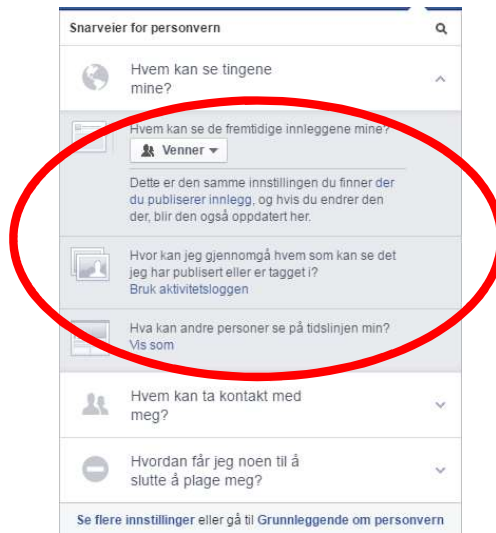 Snarveier for personvern
Hvem kan se tingene
mine?
Hvem kan se de fremtidige innleggene mine?
Venner
Dette er den samme innstillingen du finner der
du publiserer innlegg, og hvis du endrer den
der, blir den også oppdatert her.
Hvor kan jeg gjennomgå hvem som kan se det
jeg har publisert eller er tagget i?
Bruk aktivitetsloggen
Hva kan andre personer se på tidslinjen min?
Vis som
Hvem kan ta kontakt med
meg?
Hvordan får jeg noen til å
slutte å plage meg?
Se flere innstillinger eller gå til Grunnleggende om personvern